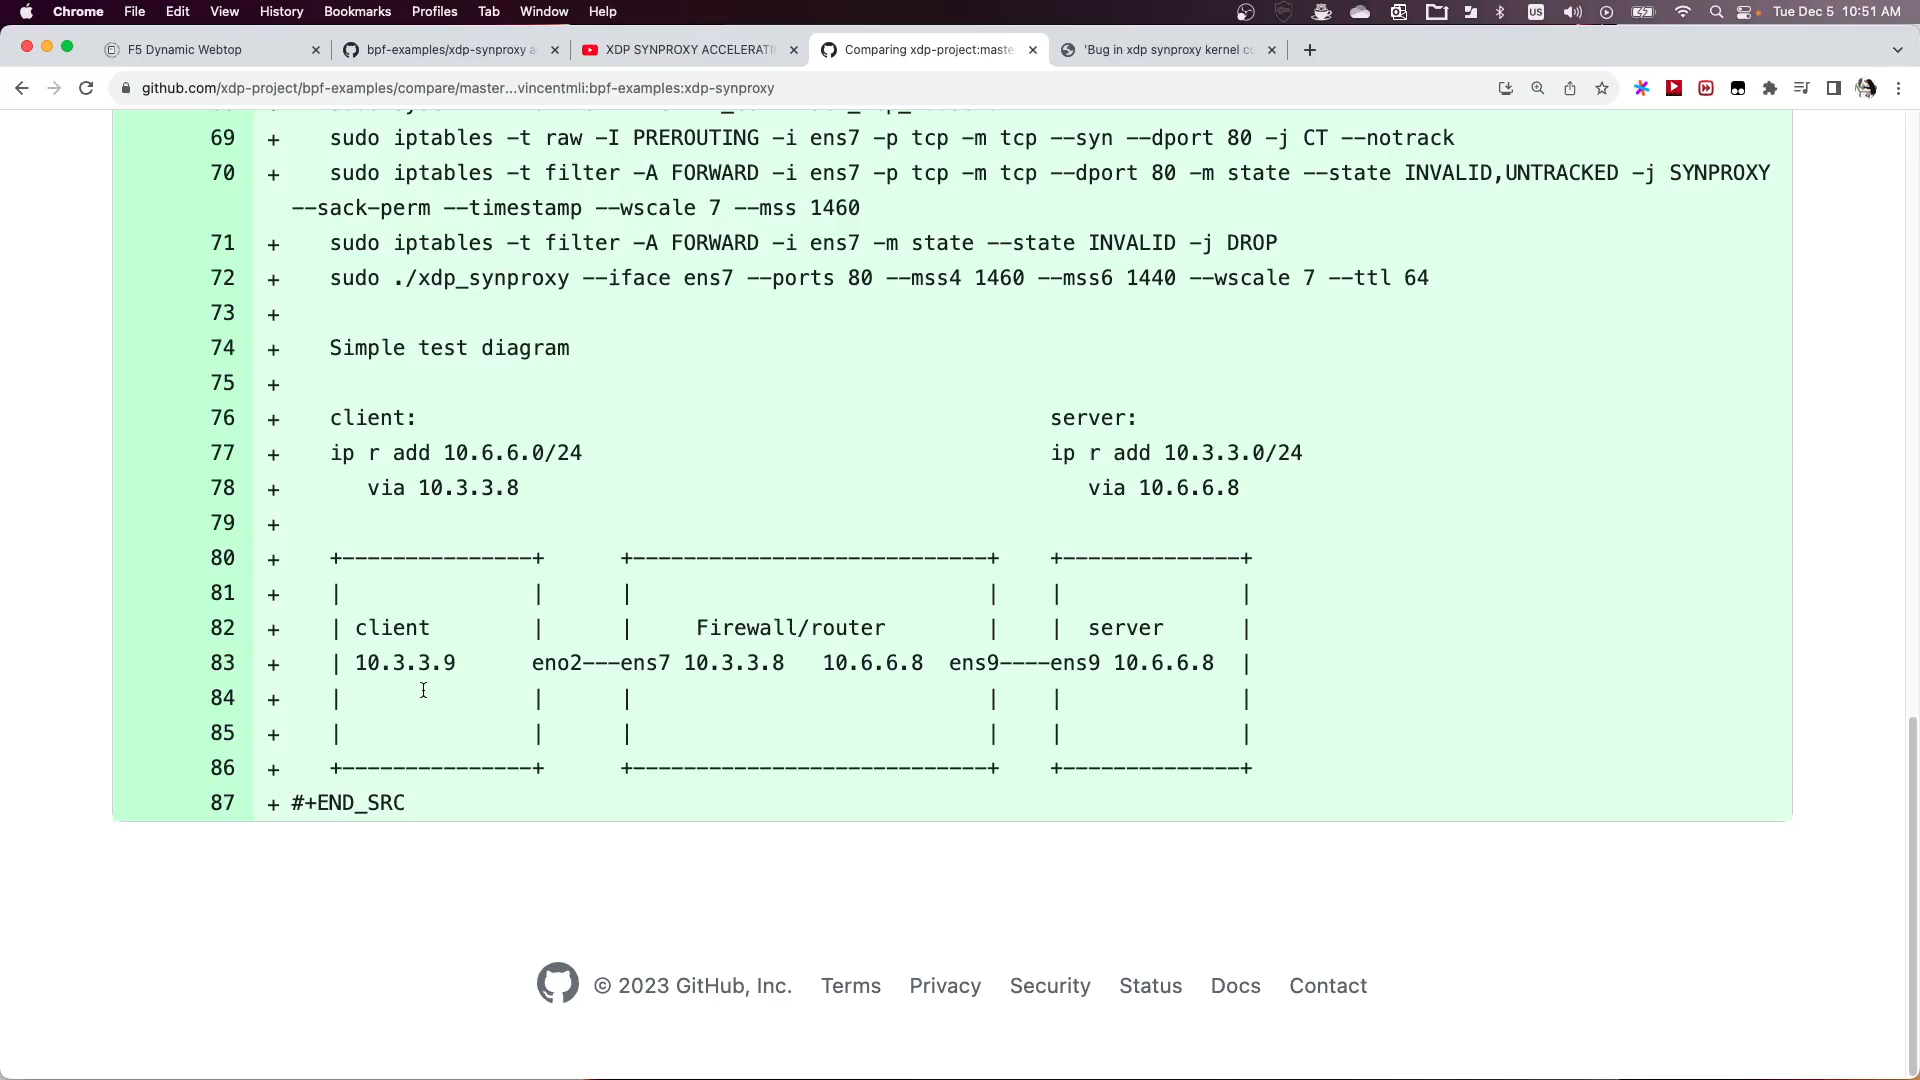 Chrome File Edit View History Bookmarks Profiles Tab Window Help US Tue Dec 5 10:51 AM
F5 Dynamic Webtop bpf-examples/xdp-synproxy a XDP SYNPROXY ACCELERATI Comparing xdp-project:maste 'Bug in xdp synproxy kernel co
github.com/xdp-project/bpf-examples/compare/master...vincentmli:bpf-examples:xdp-synproxy
69 + sudo iptables -t raw -I PREROUTING -i ens7 -p tcp -m tcp --syn --dport 80 -j CT --notrack
70 + sudo iptables -t filter -A FORWARD -i ens7 -p tcp -m tcp --dport 80 -m state --state INVALID,UNTRACKED -j SYNPROXY
--sack-perm --timestamp --wscale 7 --mss 1460
71 + sudo iptables -t filter -A FORWARD -i ens7 -m state --state INVALID -j DROP
72 + sudo ./xdp_synproxy --iface ens7 --ports 80 --mss4 1460 --mss6 1440 --wscale 7 --ttl 64
73 +
74 + Simple test diagram
75 +
76 + client: server:
77 + ip r add 10.6.6.0/24 ip r add 10.3.3.0/24
78 + via 10.3.3.8 via 10.6.6.8
79 +
80 + +---------------+ +----------------------------+ +--------------+
81 + | | | | | |
82 + | client | | Firewall/router | | server |
83 + | 10.3.3.9 eno2---ens7 10.3.3.8 10.6.6.8 ens9----ens9 10.6.6.8 |
84 + | | | | | |
85 + | | | | | |
86 + +---------------+ +----------------------------+ +--------------+
87 + #+END_SRC
© 2023 GitHub, Inc. Terms Privacy Security Status Docs Contact